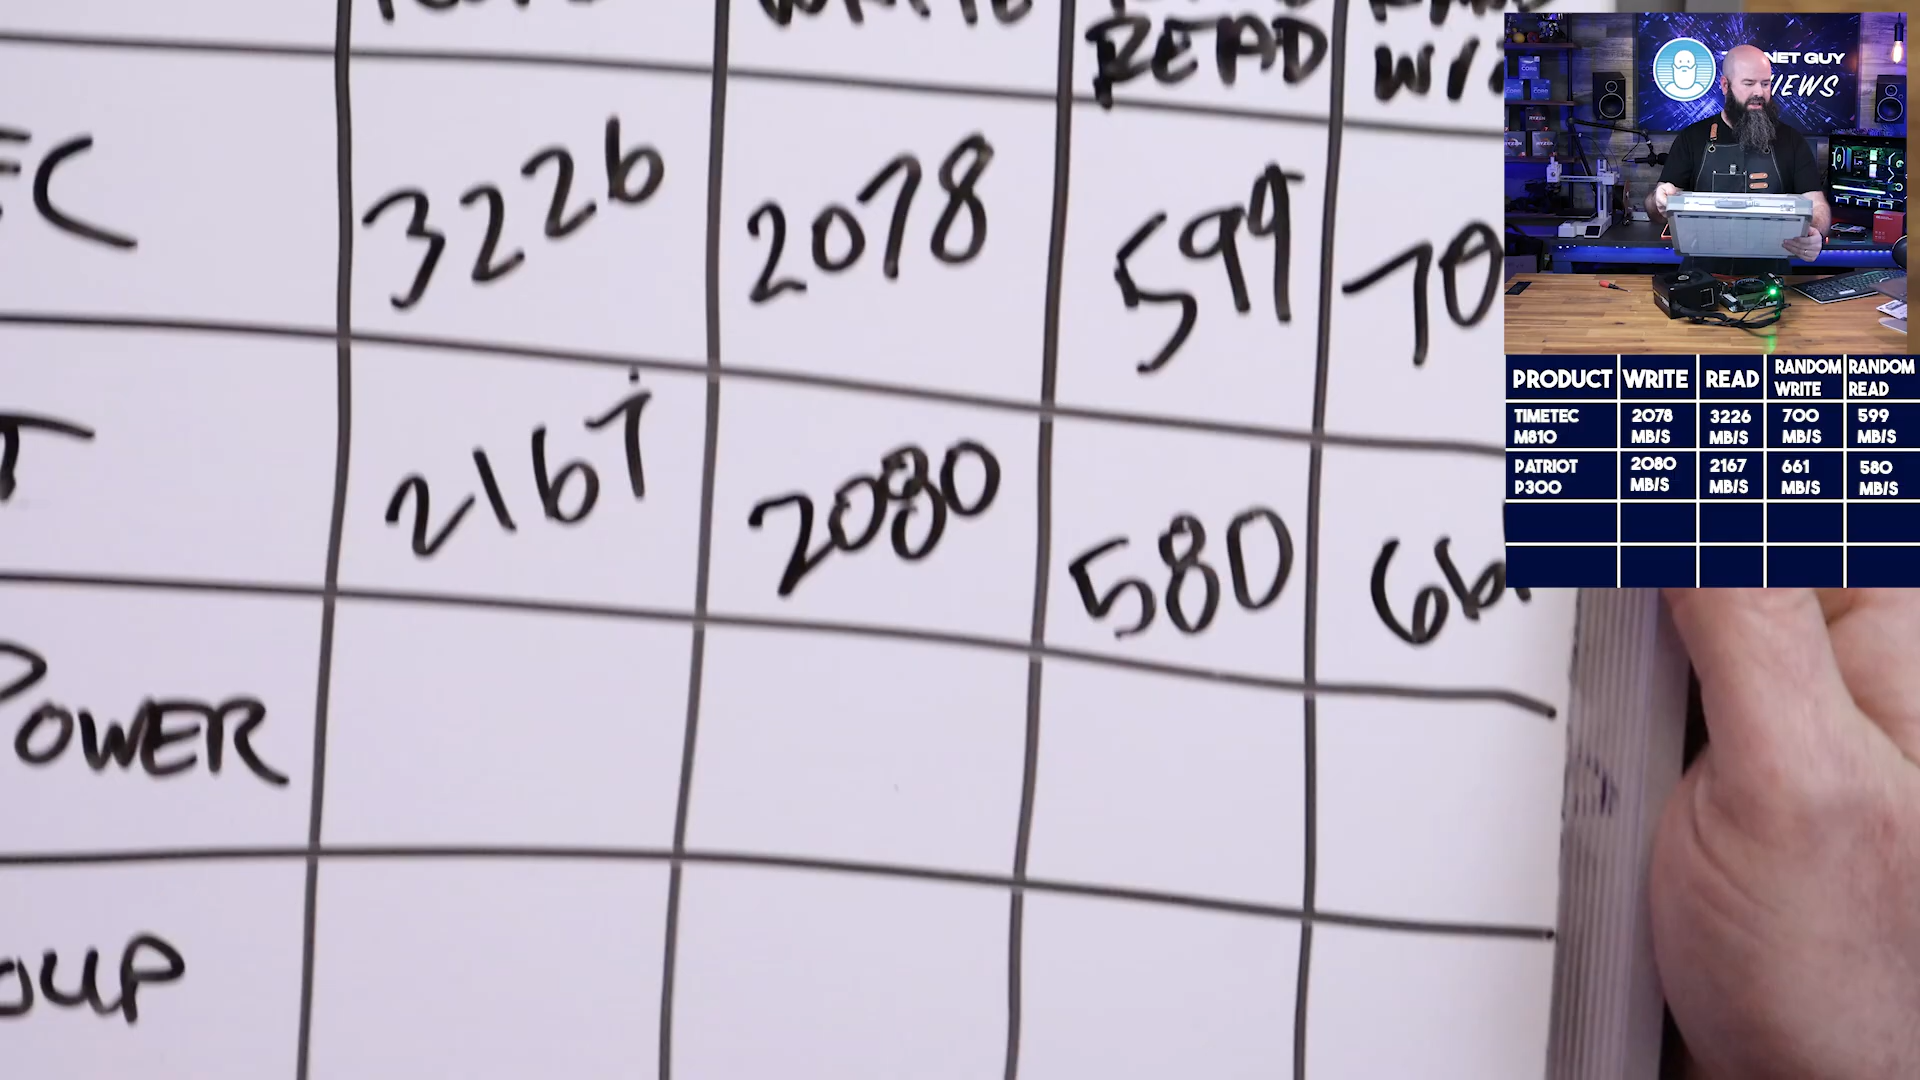 WRITE
READ
3226 2078 599 70
2167 2080 580 66
POWER
OUP
NET GUY
PRODUCT WRITE READ RANDOM WRITE RANDOM READ
TIMETEC M810 2078 MB/S 3226 MB/S 700 MB/S 599 MB/S
PATRIOT P300 2080 MB/S 2167 MB/S 661 MB/S 580 MB/S